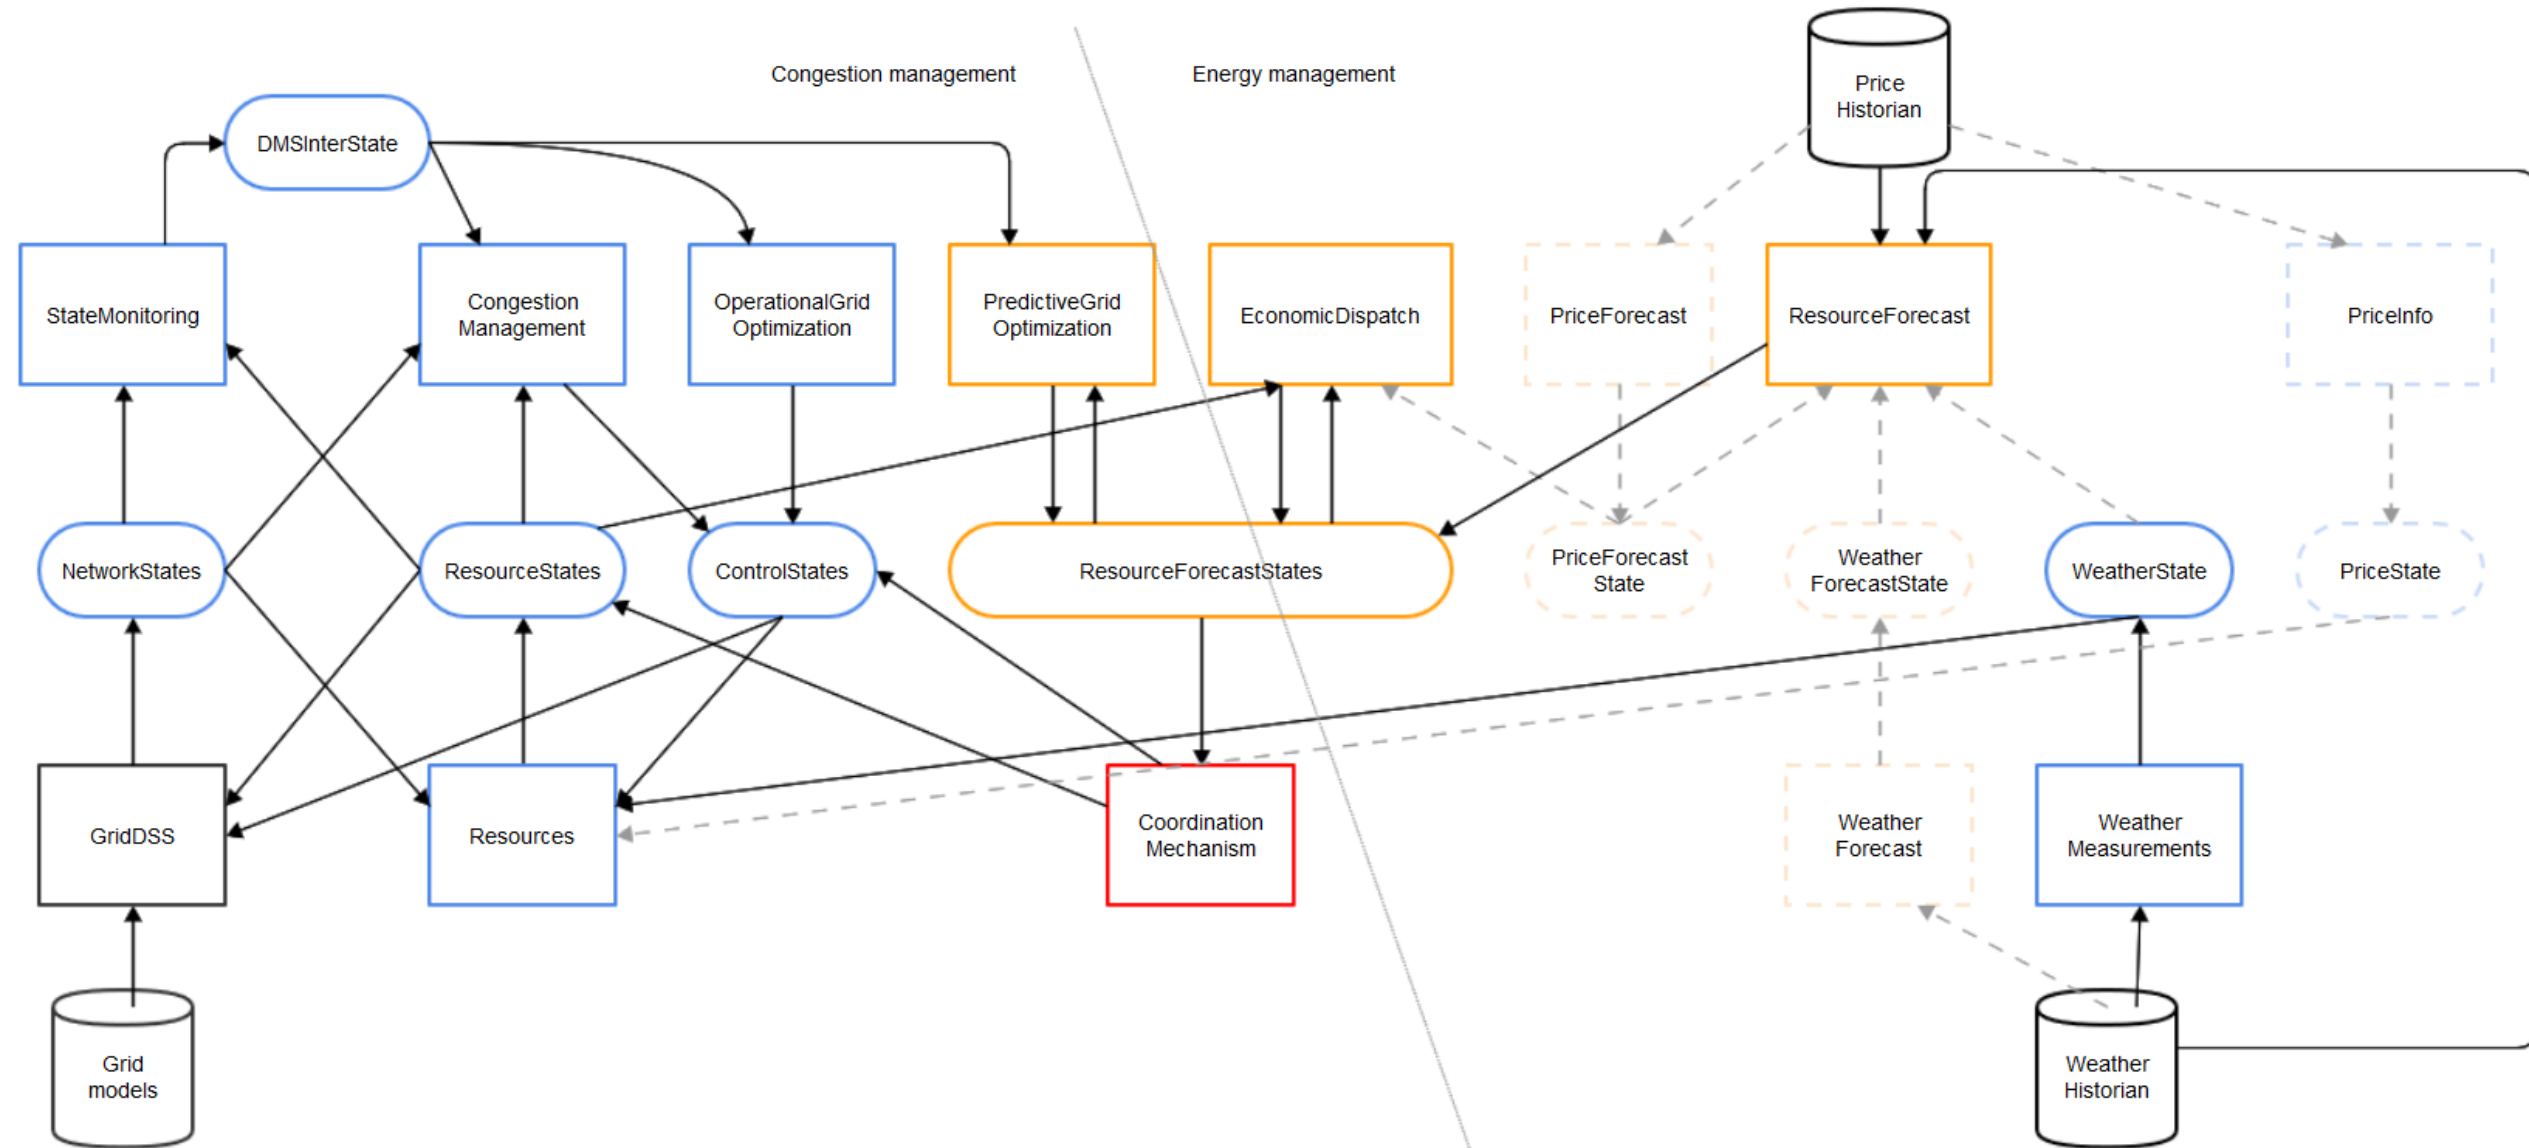 Congestion management
Energy management
Price
Historian
DMSInterState
StateMonitoring
Congestion
Management
OperationalGrid
Optimization
PredictiveGrid
Optimization
EconomicDispatch
PriceForecast
ResourceForecast
PriceInfo
NetworkStates
ResourceStates
ControlStates
ResourceForecastStates
PriceForecast
State
Weather
ForecastState
WeatherState
PriceState
GridDSS
Resources
Coordination
Mechanism
Weather
Forecast
Weather
Measurements
Grid
models
Weather
Historian